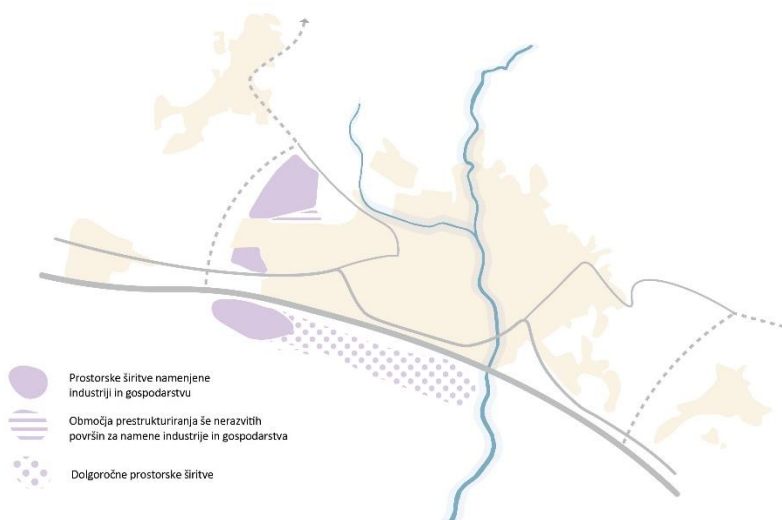 Prostorske širitve namenjene
industriji in gospodarstvu
Območja prestrukturiranja še nerazvitih
površin za namene industrije in gospodarstva
Dolgoročne prostorske širitve